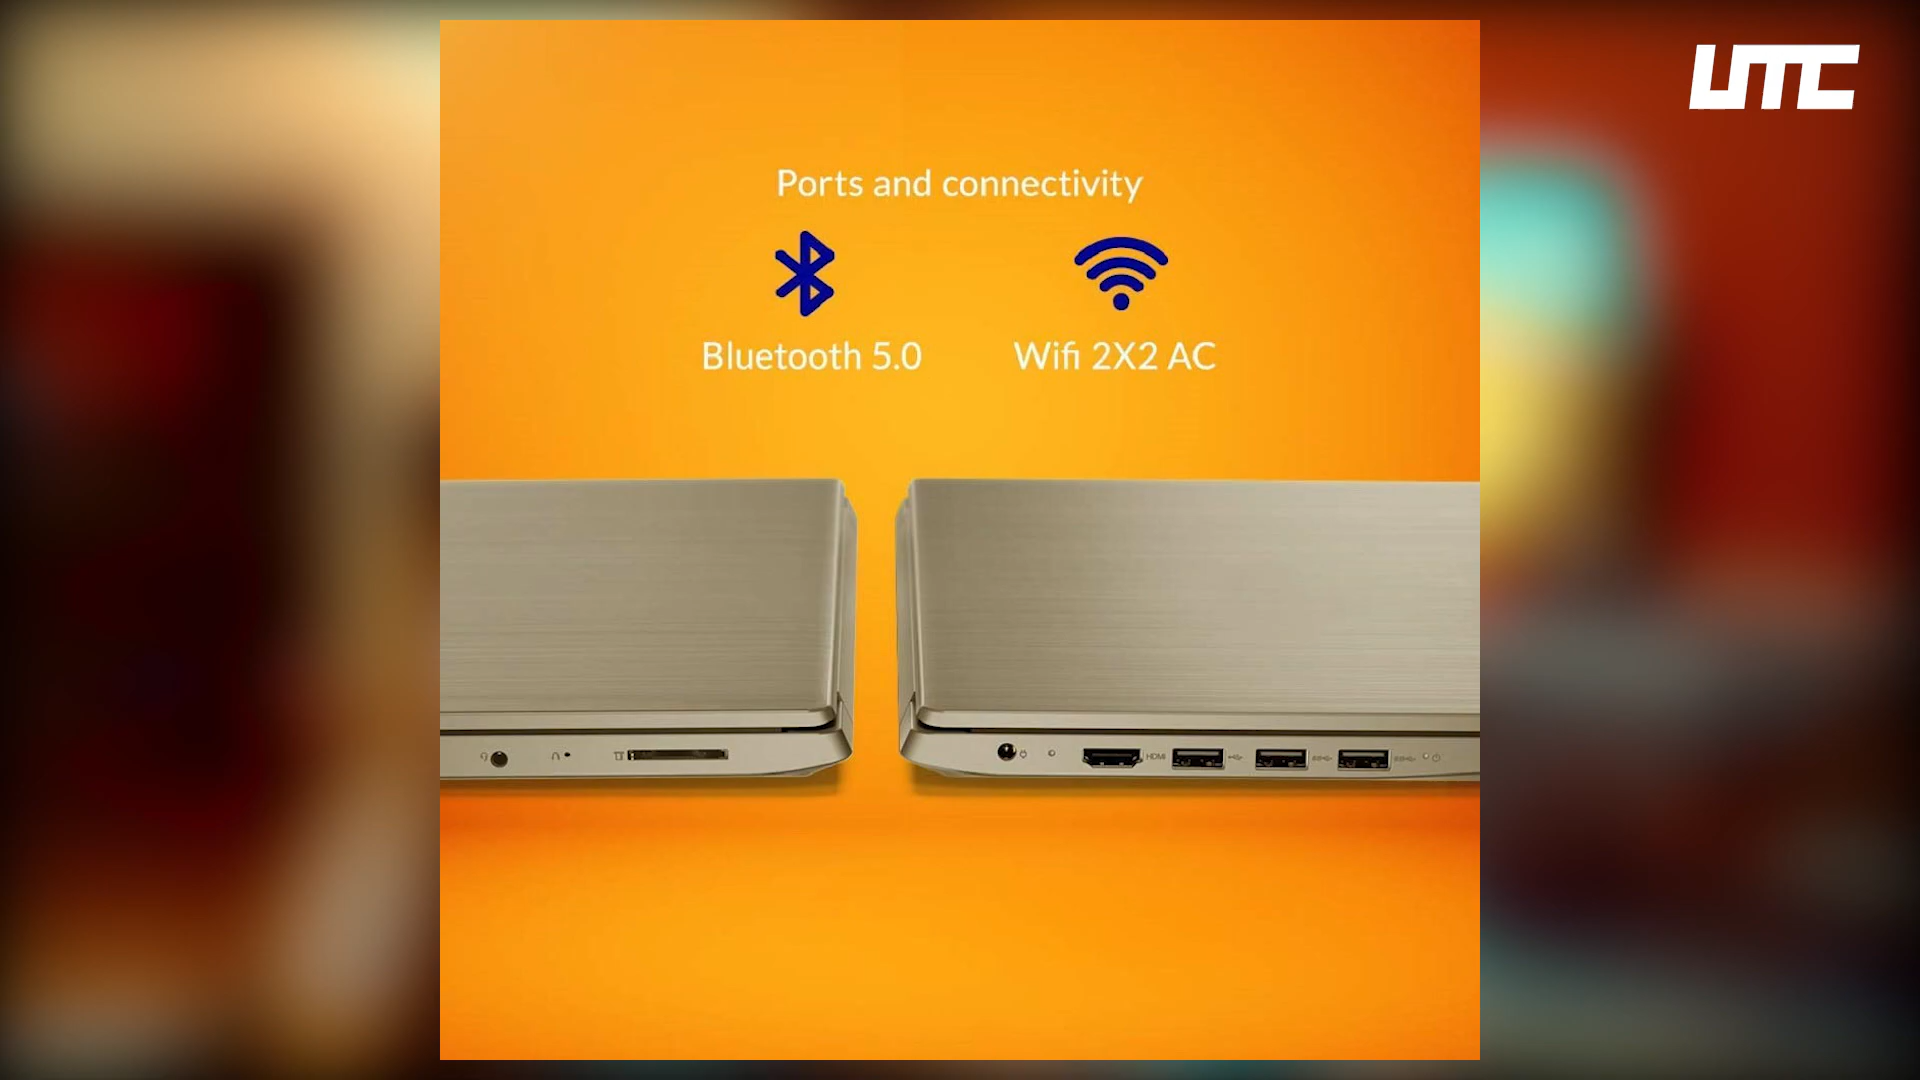 UTC
Ports and connectivity
Bluetooth 5.0
Wifi 2X2 AC
HDMI